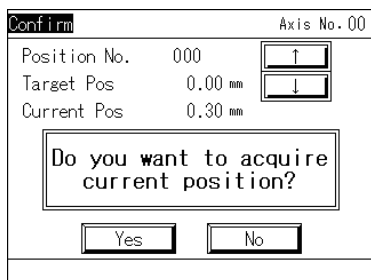 Confirm Axis No.00
Position No. 000 ↑
Target Pos 0.00 mm ↓
Current Pos 0.30 mm
Do you want to acquire
current position?
Yes No